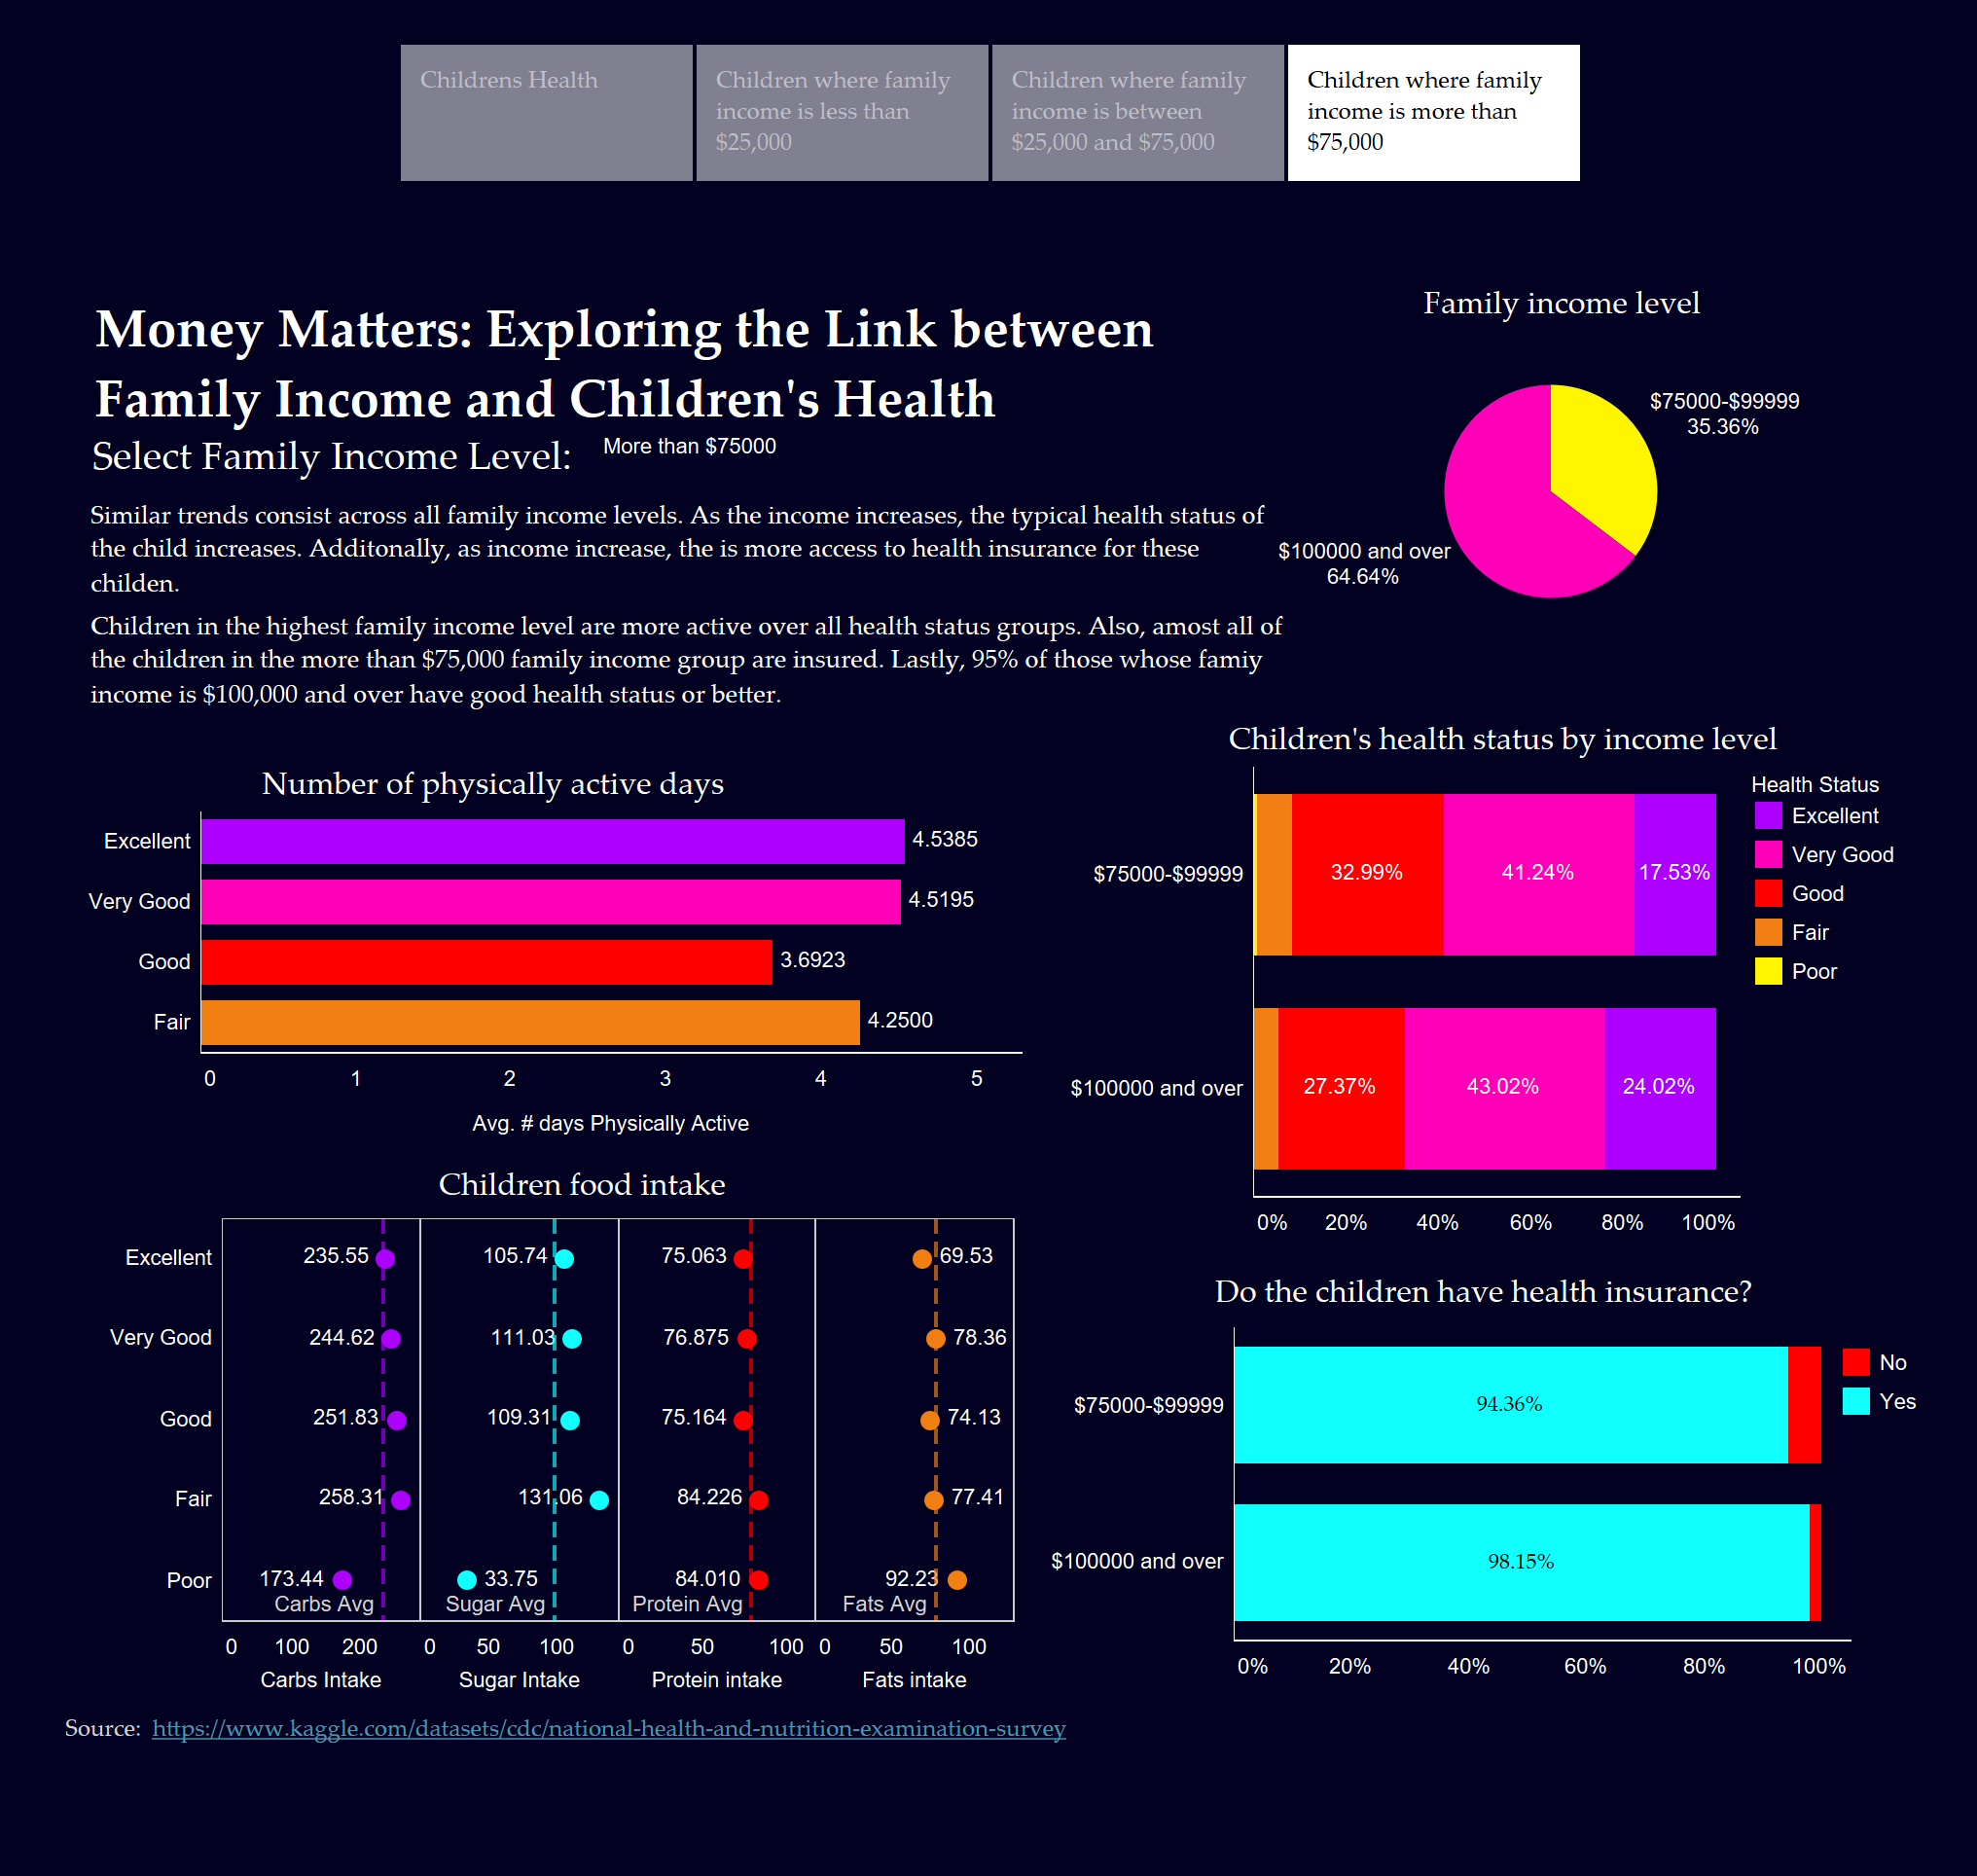 Childrens Health
Children where family
income is less than
$25,000
Children where family
income is between
$25,000 and $75,000
Children where family
income is more than
$75,000
Money Matters: Exploring the Link between
Family Income and Children's Health
Select Family Income Level: More than $75000
Similar trends consist across all family income levels. As the income increases, the typical health status of
the child increases. Additonally, as income increase, the is more access to health insurance for these
childen.
Children in the highest family income level are more active over all health status groups. Also, amost all of
the children in the more than $75,000 family income group are insured. Lastly, 95% of those whose famiy
income is $100,000 and over have good health status or better.
Family income level
$75000-$99999
35.36%
$100000 and over
64.64%
Number of physically active days
Excellent 4.5385
Very Good 4.5195
Good 3.6923
Fair 4.2500
0 1 2 3 4 5
Avg. # days Physically Active
Children's health status by income level
Health Status
Excellent
Very Good
Good
Fair
Poor
$75000-$99999 32.99% 41.24% 17.53%
$100000 and over 27.37% 43.02% 24.02%
0% 20% 40% 60% 80% 100%
Children food intake
Excellent 235.55 105.74 75.063 69.53
Very Good 244.62 111.03 76.875 78.36
Good 251.83 109.31 75.164 74.13
Fair 258.31 131.06 84.226 77.41
Poor 173.44 33.75 84.010 92.23
Carbs Avg Sugar Avg Protein Avg Fats Avg
0 100 200 0 50 100 0 50 100 0 50 100
Carbs Intake Sugar Intake Protein intake Fats intake
Do the children have health insurance?
No
Yes
$75000-$99999 94.36%
$100000 and over 98.15%
0% 20% 40% 60% 80% 100%
Source: https://www.kaggle.com/datasets/cdc/national-health-and-nutrition-examination-survey